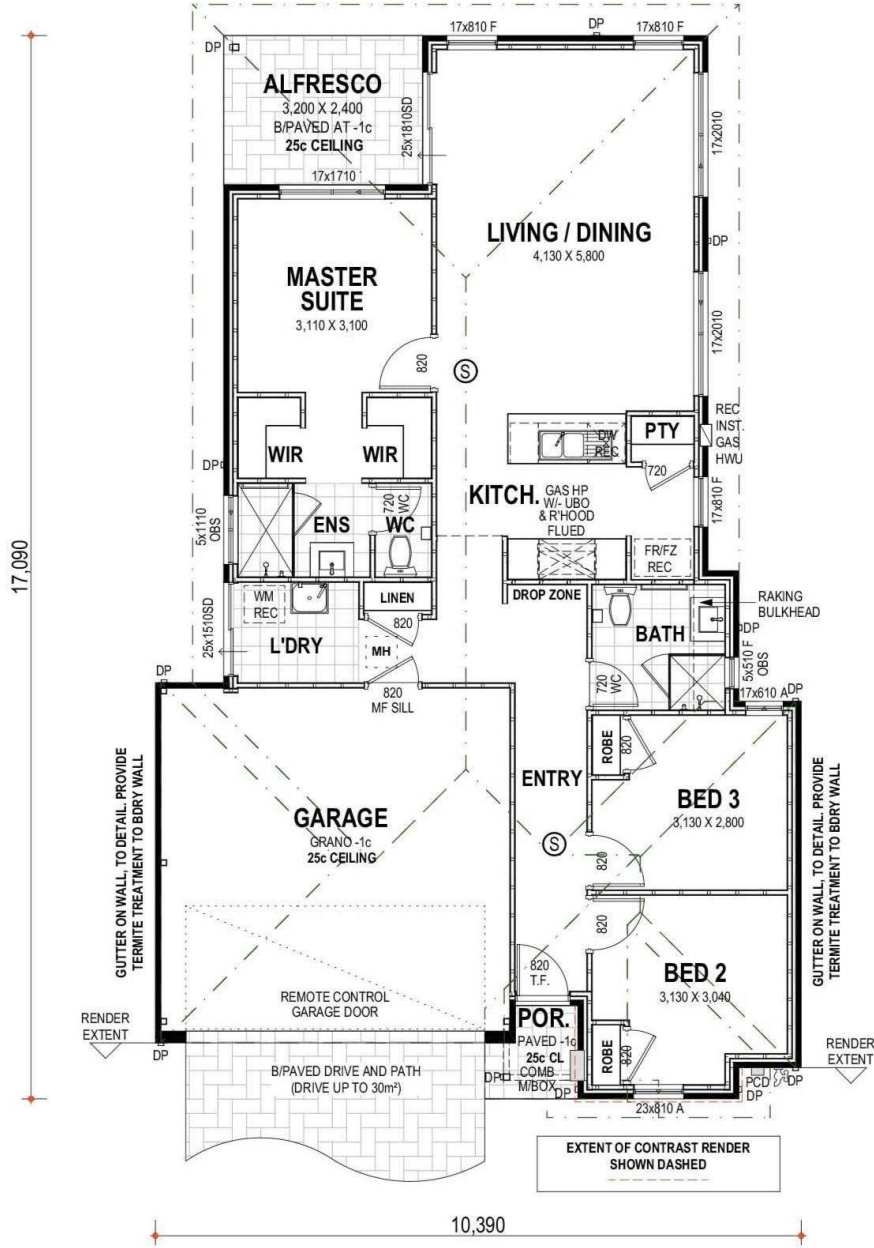 17x810 F
DP
17x810 F
DP
ALFRESCO
3,200 X 2,400
B/PAVED AT -1c
25c CEILING
25x1810SD
17x2010
17x1710
LIVING / DINING
4,130 X 5,800
DP
MASTER
SUITE
3,110 X 3,100
17x2010
820
S
REC
INST.
GAS
HWU
WIR
WIR
DW
REC
PTY
720
DP
KITCH.
GAS HP
W/- UBO
& R'HOOD
FLUED
17x810 F
5x1110
OBS
ENS
720
WC
WC
FR/FZ
REC
17,090
WM
REC
LINEN
820
DROP ZONE
RAKING
BULKHEAD
25x1510SD
L'DRY
MH
BATH
DP
5x510 F
OBS
720
WC
DP
820
MF SILL
17x610 A
DP
GUTTER ON WALL, TO DETAIL. PROVIDE
TERMITE TREATMENT TO BDRY WALL
ROBE
820
ENTRY
BED 3
3,130 X 2,800
GARAGE
GRANO -1c
25c CEILING
S
820
GUTTER ON WALL, TO DETAIL. PROVIDE
TERMITE TREATMENT TO BDRY WALL
820
820
T.F.
BED 2
3,130 X 3,040
REMOTE CONTROL
GARAGE DOOR
RENDER
EXTENT
DP
POR.
PAVED -1c
25c CL
COMB
M/BOX
DP
ROBE
820
RENDER
EXTENT
B/PAVED DRIVE AND PATH
(DRIVE UP TO 30m²)
DP
PCD
DP
DP
23x810 A
EXTENT OF CONTRAST RENDER
SHOWN DASHED
10,390